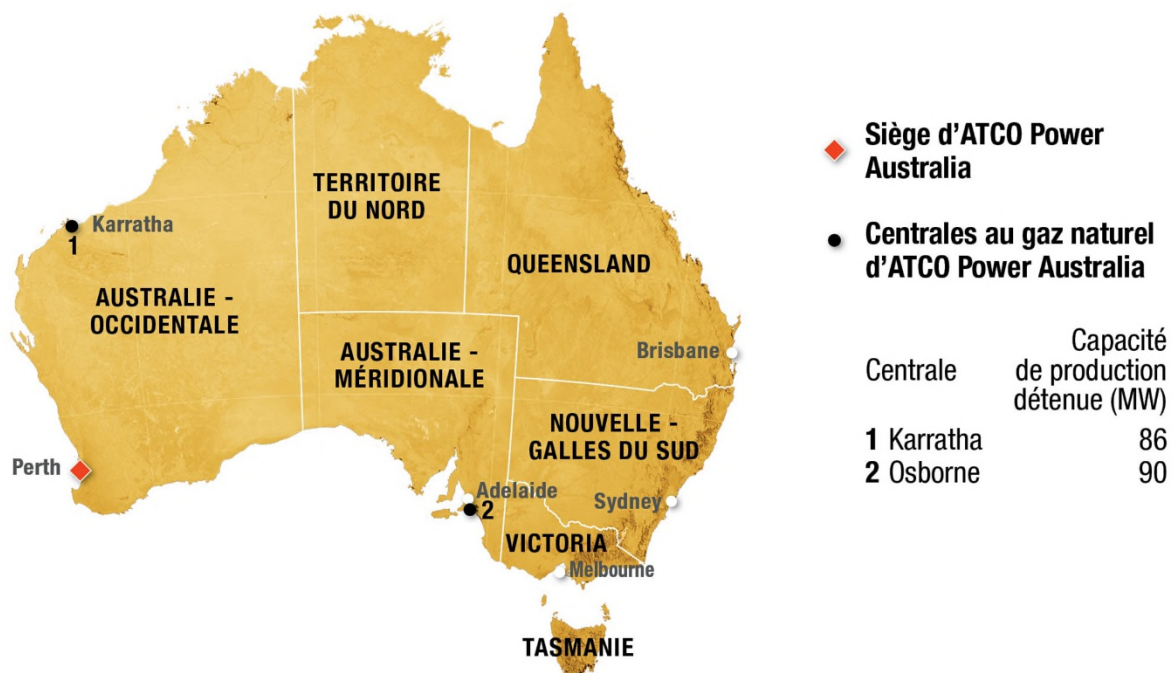 TERRITOIRE
DU NORD
Karratha
1
QUEENSLAND
AUSTRALIE -
OCCIDENTALE
AUSTRALIE -
MÉRIDIONALE
Brisbane
NOUVELLE -
GALLES DU SUD
Perth
Adelaide
2
Sydney
VICTORIA
Melbourne
TASMANIE
Siège d’ATCO Power
Australia
Centrales au gaz naturel
d’ATCO Power Australia
Centrale
Capacité
de production
détenue (MW)
1 Karratha 86
2 Osborne 90